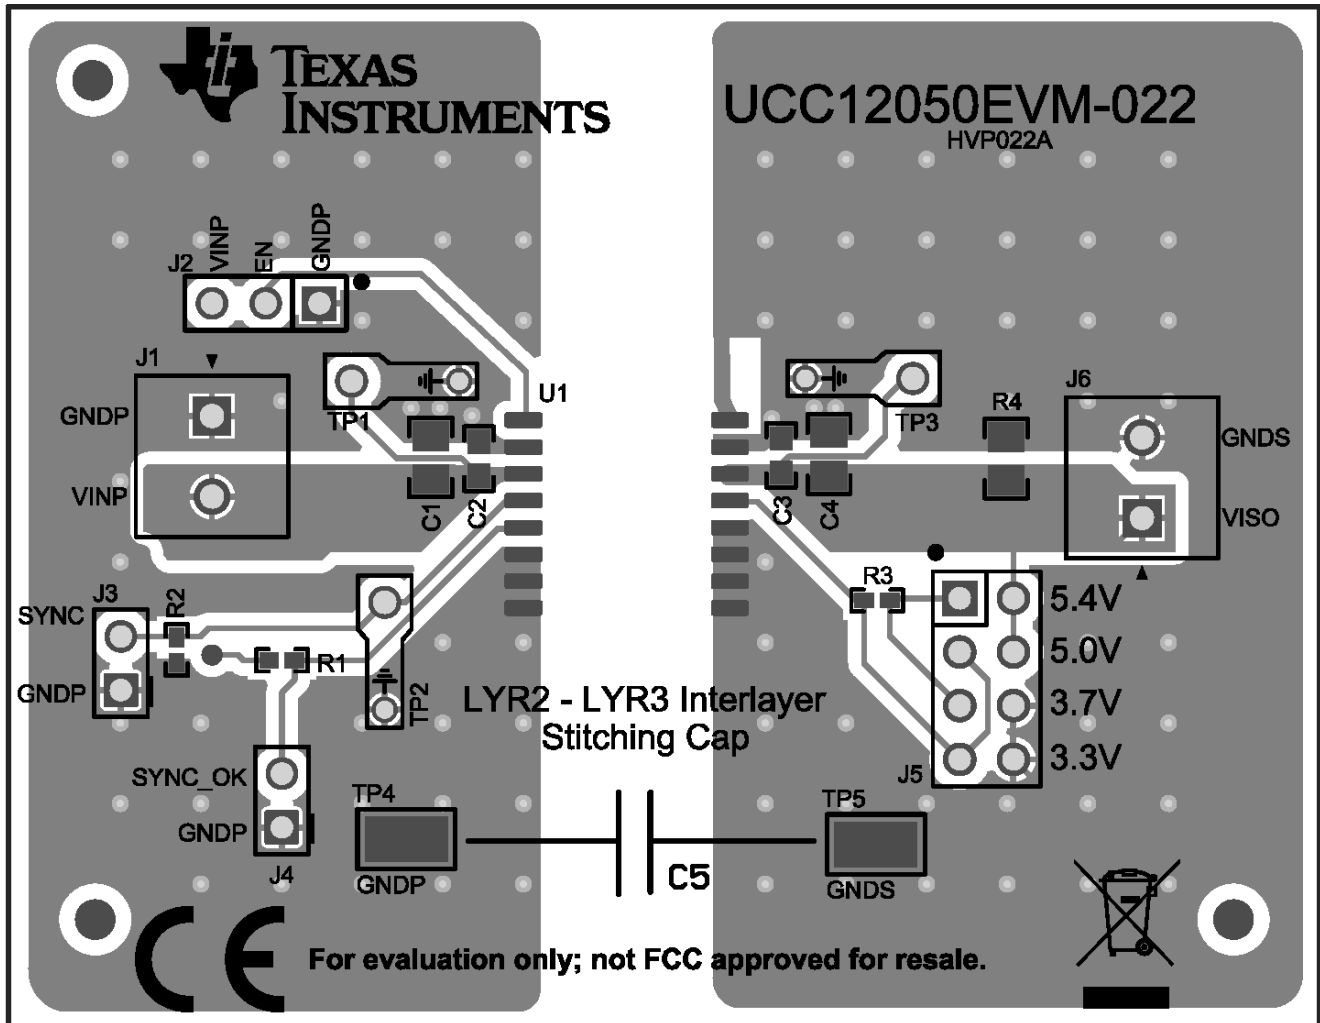 TEXAS
INSTRUMENTS
UCC12050EVM-022
HVP022A
J2
VINP
EN
GNDP
J1
GNDP
VINP
TP1
U1
C1
C2
TP3
R4
J6
GNDS
VISO
C3
C4
J3
SYNC
GNDP
R2
R1
TP2
R3
5.4V
5.0V
3.7V
3.3V
J5
LYR2 - LYR3 Interlayer
Stitching Cap
SYNC_OK
GNDP
J4
TP4
GNDP
C5
TP5
GNDS
CE
For evaluation only; not FCC approved for resale.